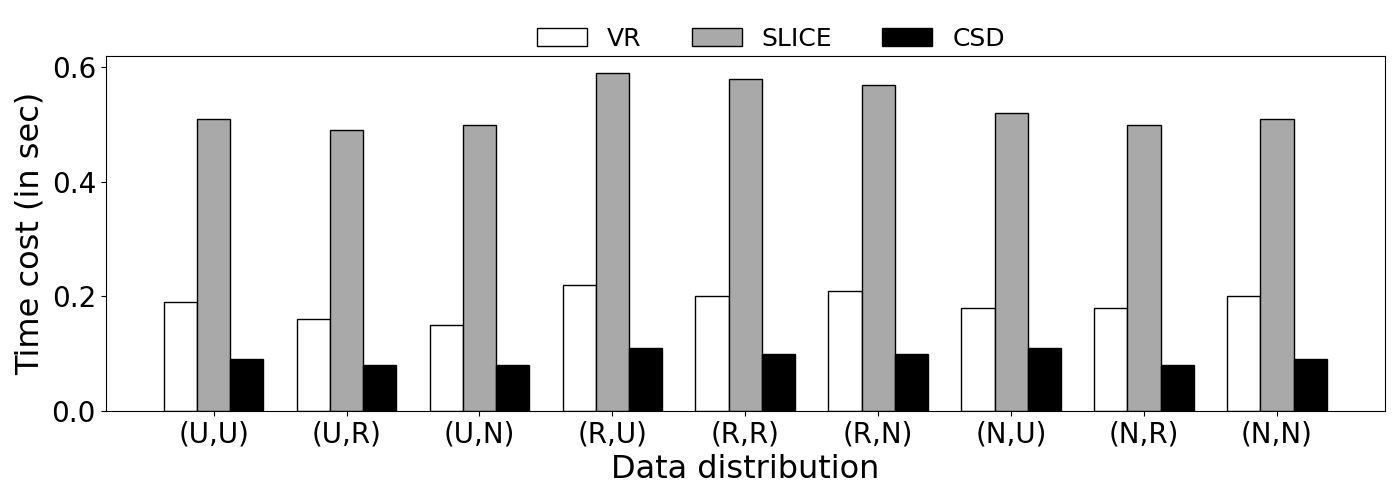 VR SLICE CSD
Time cost (in sec)
0.6
0.4
0.2
0.0
(U,U) (U,R) (U,N) (R,U) (R,R) (R,N) (N,U) (N,R) (N,N)
Data distribution